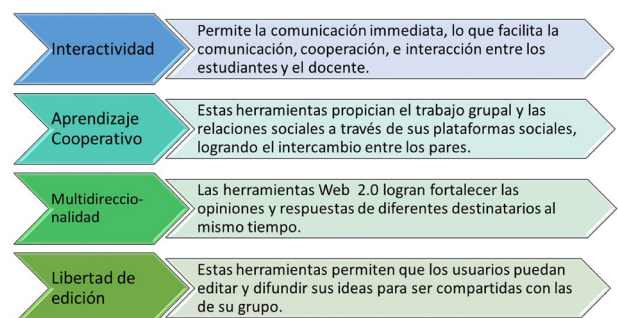 Interactividad
Permite la comunicación immediata, lo que facilita la
comunicación, cooperación, e interacción entre los
estudiantes y el docente.
Aprendizaje
Cooperativo
Estas herramientas propician el trabajo grupal y las
relaciones sociales a través de sus plataformas sociales,
logrando el intercambio entre los pares.
Multidireccio-
nalidad
Las herramientas Web 2.0 logran fortalecer las
opiniones y respuestas de diferentes destinatarios al
mismo tiempo.
Libertad de
edición
Estas herramientas permiten que los usuarios puedan
editar y difundir sus ideas para ser compartidas con las
de su grupo.